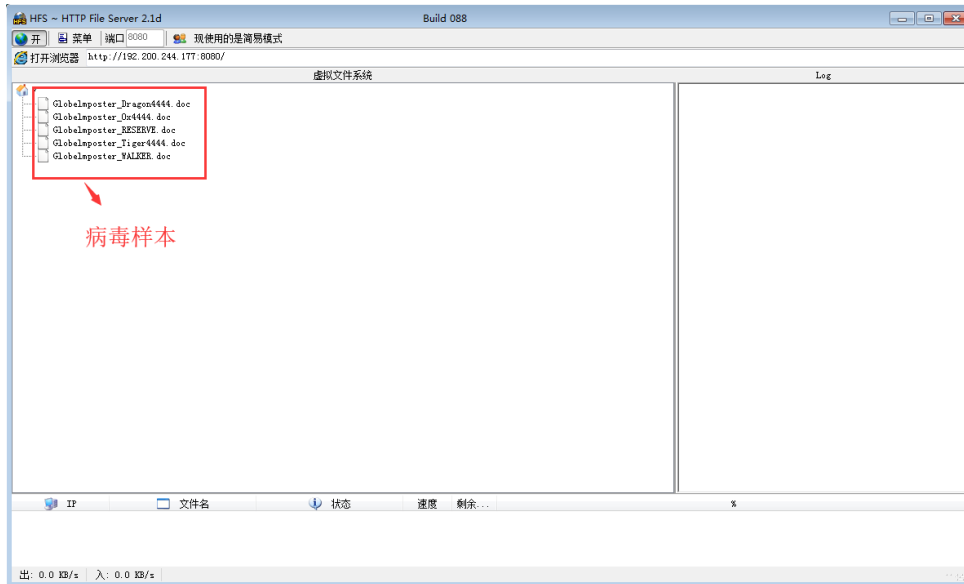 HFS ~ HTTP File Server 2.1d Build 088
开 菜单 端口 8080 现使用的是简易模式
打开浏览器 http://192.200.244.177:8080/
虚拟文件系统 Log
GlobeImposter_Dragon4444.doc
GlobeImposter_Ox4444.doc
GlobeImposter_RESERVE.doc
GlobeImposter_Tiger4444.doc
GlobeImposter_WALKER.doc
病毒样本
IP 文件名 状态 速度 剩余... %
出: 0.0 KB/s 入: 0.0 KB/s